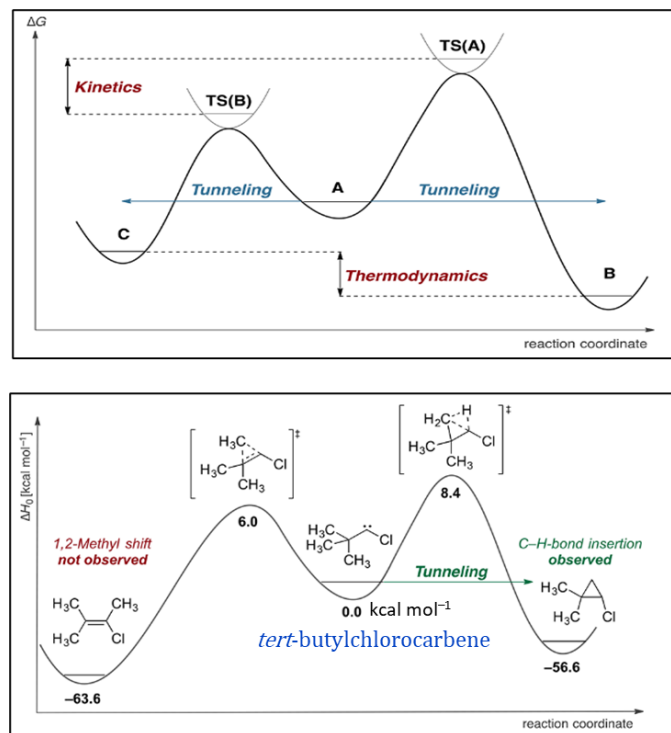 ΔG
TS(A)
Kinetics
TS(B)
A
Tunneling
Tunneling
C
B
Thermodynamics
reaction coordinate
ΔH₀ [kcal mol⁻¹]
H₃C
H₃C
Cl
CH₃
‡
H₂C
H
H₃C
Cl
CH₃
‡
6.0
8.4
1,2-Methyl shift
not observed
H₃C
H₃C
CH₃
Cl
C–H-bond insertion
observed
Tunneling
H₃C
CH₃
H₃C
Cl
H₃C
H₃C
Cl
0.0 kcal mol⁻¹
tert-butylchlorocarbene
−56.6
−63.6
reaction coordinate